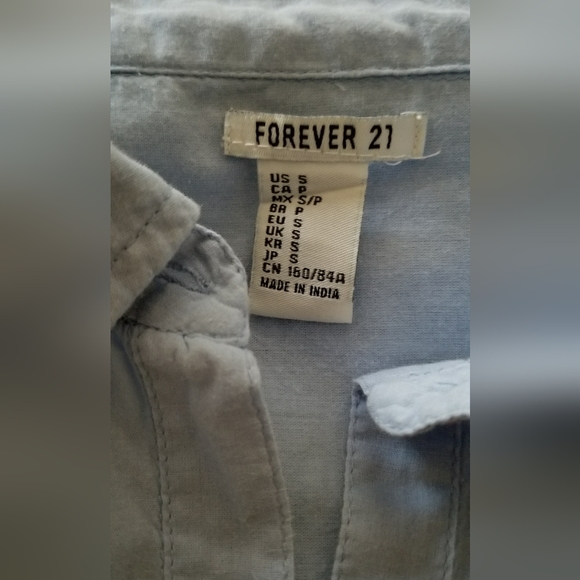 FOREVER 21
US S
CA P
MX S/P
BR P
EU S
UK S
KR S
JP S
CN 160/84A
MADE IN INDIA